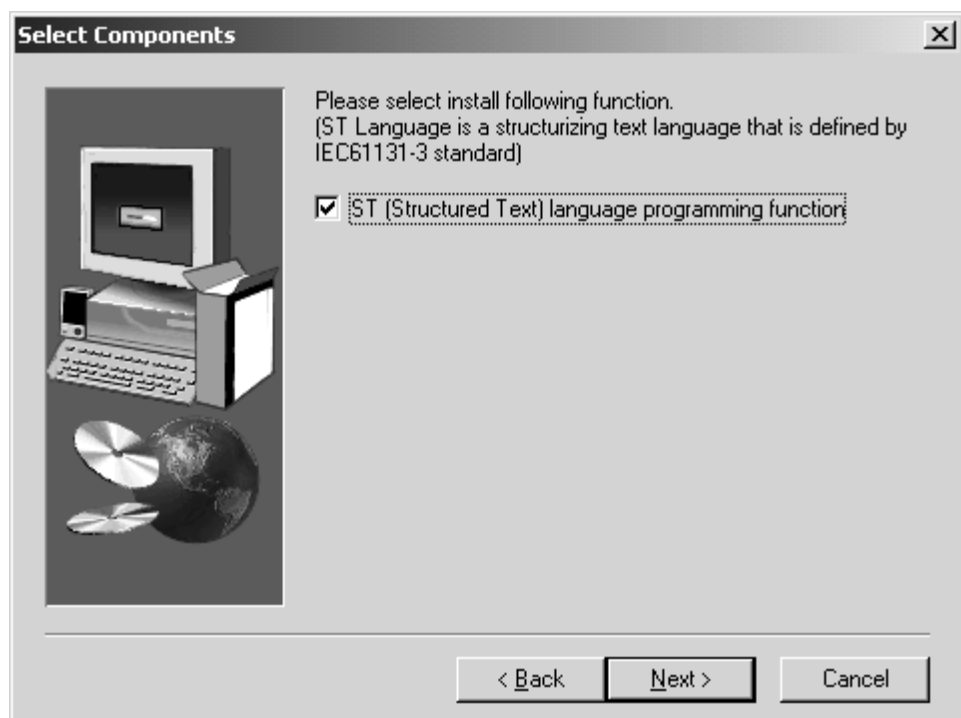 Select Components
Please select install following function.
(ST Language is a structurizing text language that is defined by
IEC61131-3 standard)
ST (Structured Text) language programming function
< Back
Next >
Cancel